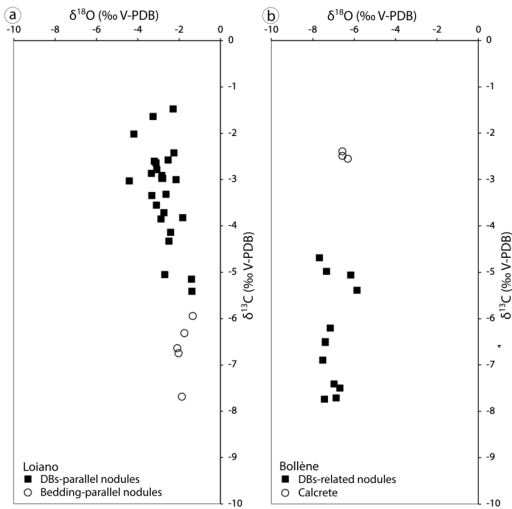 a
δ18O (‰ V-PDB)
-10 -8 -6 -4 -2 0
0
-1
-2
-3
-4
-5
-6
-7
-8
-9
-10
δ13C (‰ V-PDB)
Loiano
DBs-parallel nodules
Bedding-parallel nodules
b
δ18O (‰ V-PDB)
-10 -8 -6 -4 -2 0
0
-1
-2
-3
-4
-5
-6
-7
-8
-9
-10
δ13C (‰ V-PDB)
Bollène
DBs-related nodules
Calcrete